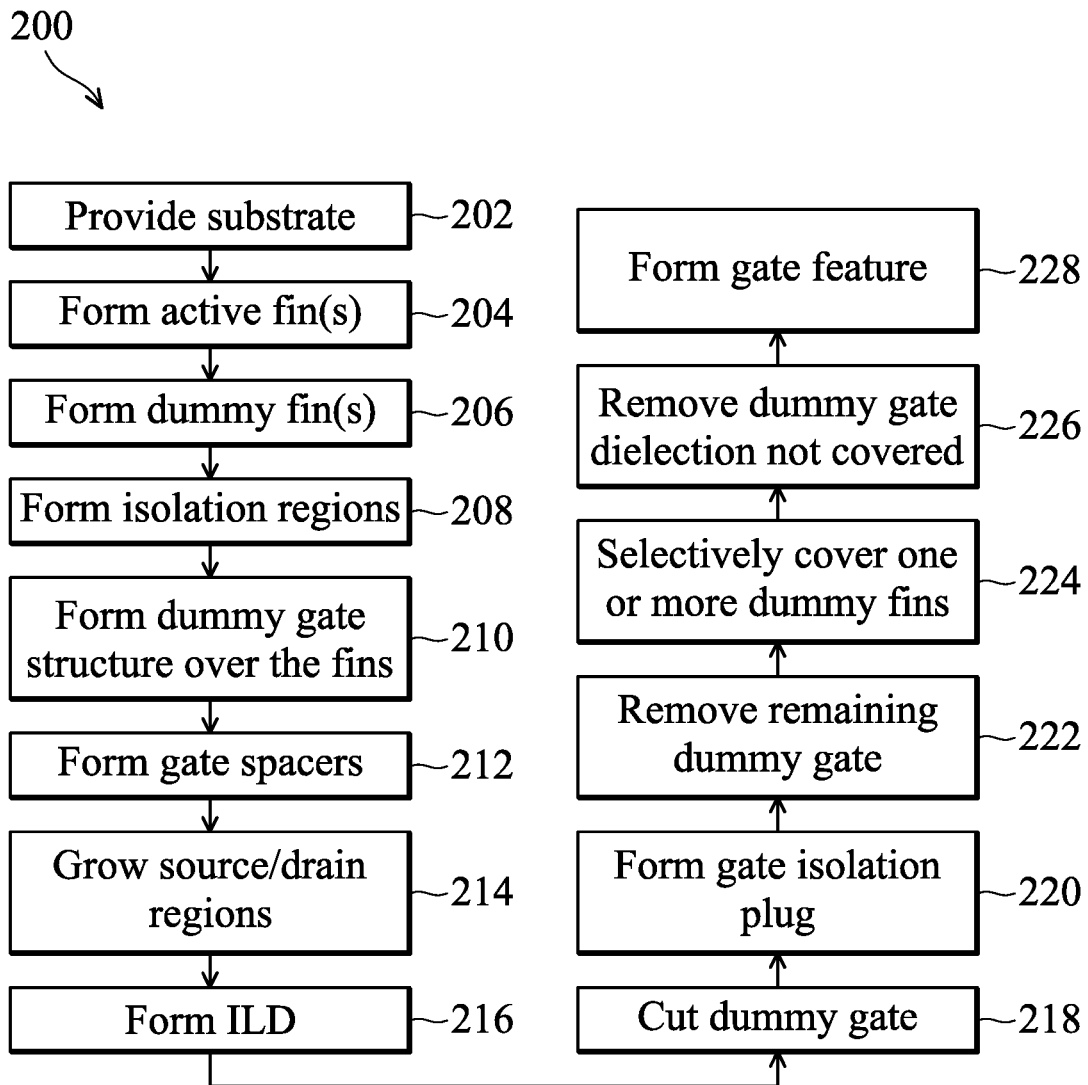 200
Provide substrate
202
Form active fin(s)
204
Form dummy fin(s)
206
Form isolation regions
208
Form dummy gate
structure over the fins
210
Form gate spacers
212
Grow source/drain
regions
214
Form ILD
216
Cut dummy gate
218
Form gate isolation
plug
220
Remove remaining
dummy gate
222
Selectively cover one
or more dummy fins
224
Remove dummy gate
dielection not covered
226
Form gate feature
228